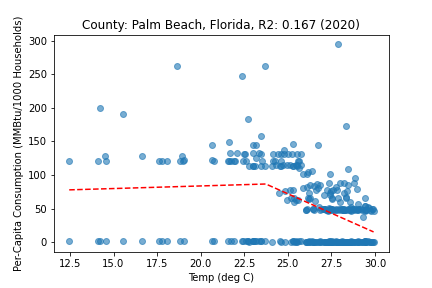 County: Palm Beach, Florida, R2: 0.167 (2020)
Per-Capita Consumption (MMBtu/1000 Households)
300
250
200
150
100
50
0
12.5 15.0 17.5 20.0 22.5 25.0 27.5 30.0
Temp (deg C)